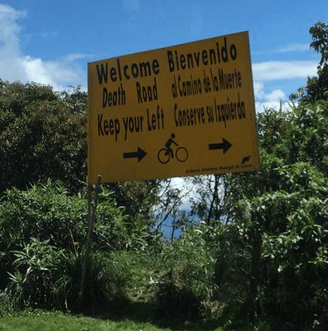 Welcome Bienvenido
Death Road al Camino de la Muerte
Keep your Left Conserve su Izquierda